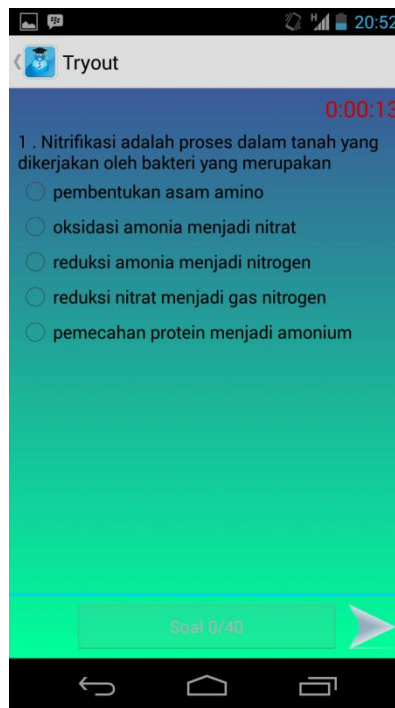 20:52
Tryout
0:00:13
1 . Nitrifikasi adalah proses dalam tanah yang
dikerjakan oleh bakteri yang merupakan
pembentukan asam amino
oksidasi amonia menjadi nitrat
reduksi amonia menjadi nitrogen
reduksi nitrat menjadi gas nitrogen
pemecahan protein menjadi amonium
Soal 0/40